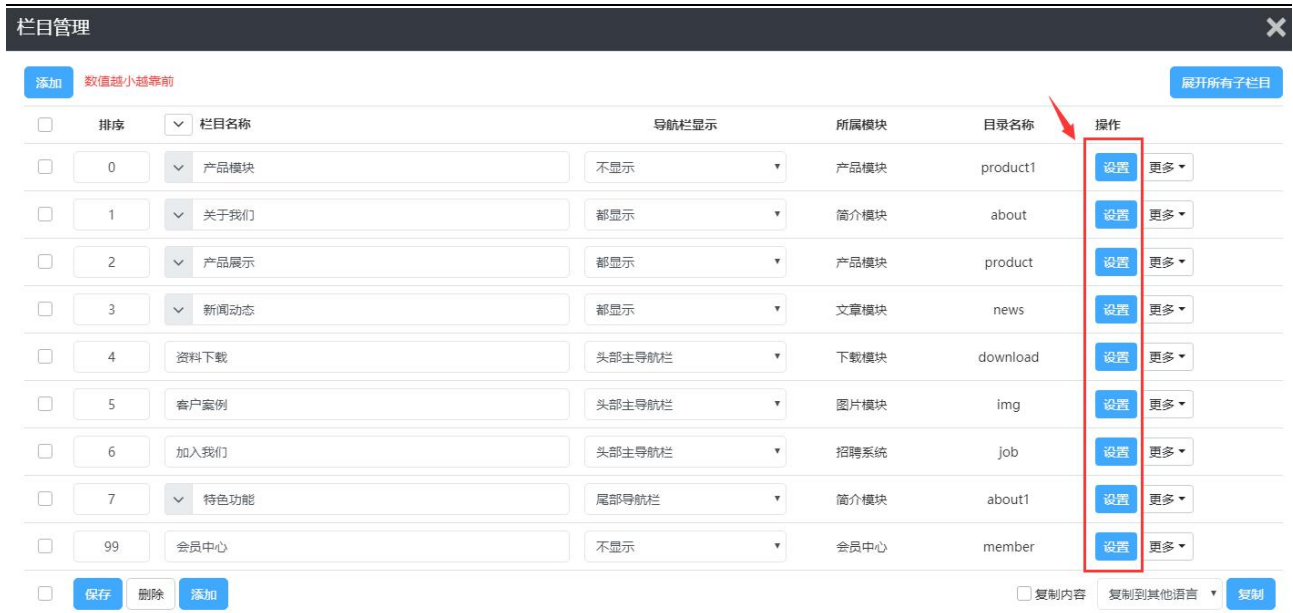 栏目管理
添加 数值越小越靠前 展开所有子栏目
排序 栏目名称 导航栏显示 所属模块 目录名称 操作
0 产品模块 不显示 产品模块 product1 设置 更多
1 关于我们 都显示 简介模块 about 设置 更多
2 产品展示 都显示 产品模块 product 设置 更多
3 新闻动态 都显示 文章模块 news 设置 更多
4 资料下载 头部主导航栏 下载模块 download 设置 更多
5 客户案例 头部主导航栏 图片模块 img 设置 更多
6 加入我们 头部主导航栏 招聘系统 job 设置 更多
7 特色功能 尾部导航栏 简介模块 about1 设置 更多
99 会员中心 不显示 会员中心 member 设置 更多
保存 删除 添加 复制内容 复制到其他语言 复制